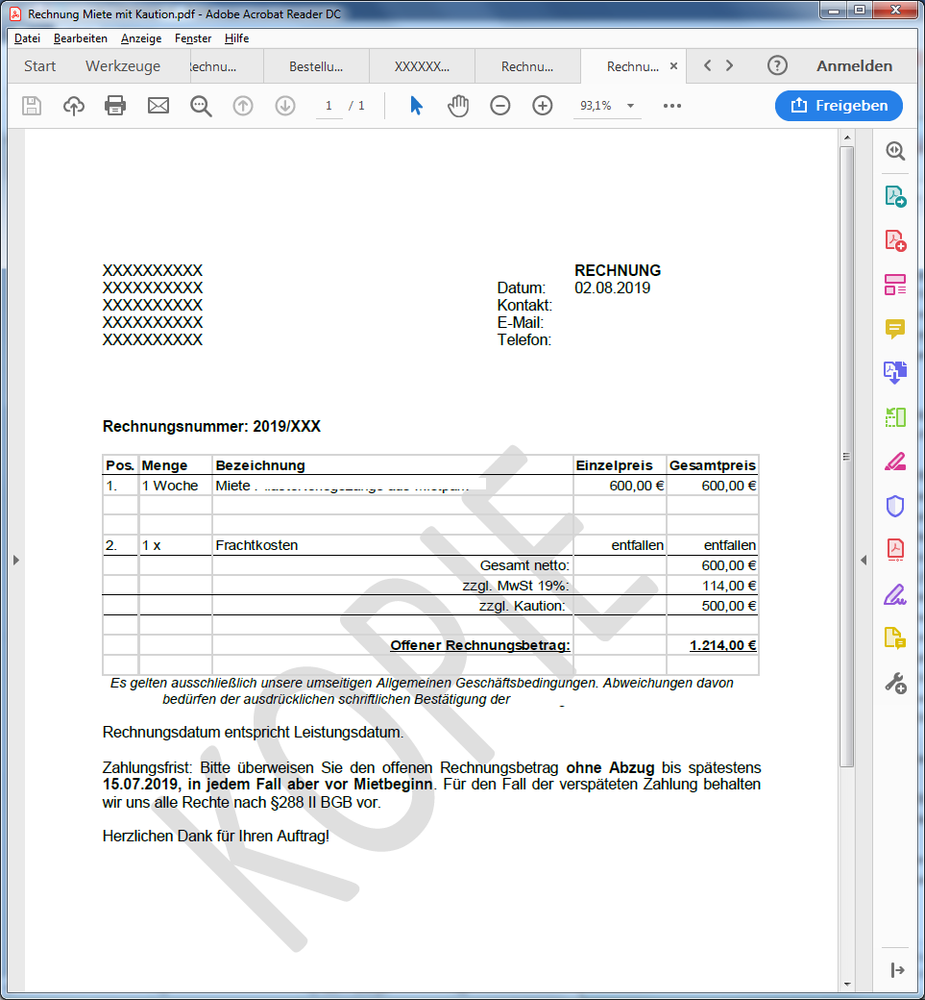 Rechnung Miete mit Kaution.pdf - Adobe Acrobat Reader DC
Datei Bearbeiten Anzeige Fenster Hilfe
Start Werkzeuge Rechnu... Bestellu... XXXXXX... Rechnu... Rechnu... × ? Anmelden
1 / 1 93,1% Freigeben
XXXXXXXXXX RECHNUNG
XXXXXXXXXX Datum: 02.08.2019
XXXXXXXXXX Kontakt:
XXXXXXXXXX E-Mail:
XXXXXXXXXX Telefon:
Rechnungsnummer: 2019/XXX
Pos. Menge Bezeichnung Einzelpreis Gesamtpreis
1. 1 Woche Miete 600,00 € 600,00 €
2. 1 x Frachtkosten entfallen entfallen
Gesamt netto: 600,00 €
zzgl. MwSt 19%: 114,00 €
zzgl. Kaution: 500,00 €
Offener Rechnungsbetrag: 1.214,00 €
Es gelten ausschließlich unsere umseitigen Allgemeinen Geschäftsbedingungen. Abweichungen davon
bedürfen der ausdrücklichen schriftlichen Bestätigung der
Rechnungsdatum entspricht Leistungsdatum.
Zahlungsfrist: Bitte überweisen Sie den offenen Rechnungsbetrag ohne Abzug bis spätestens
15.07.2019, in jedem Fall aber vor Mietbeginn. Für den Fall der verspäteten Zahlung behalten
wir uns alle Rechte nach §288 II BGB vor.
Herzlichen Dank für Ihren Auftrag!
KOPIE